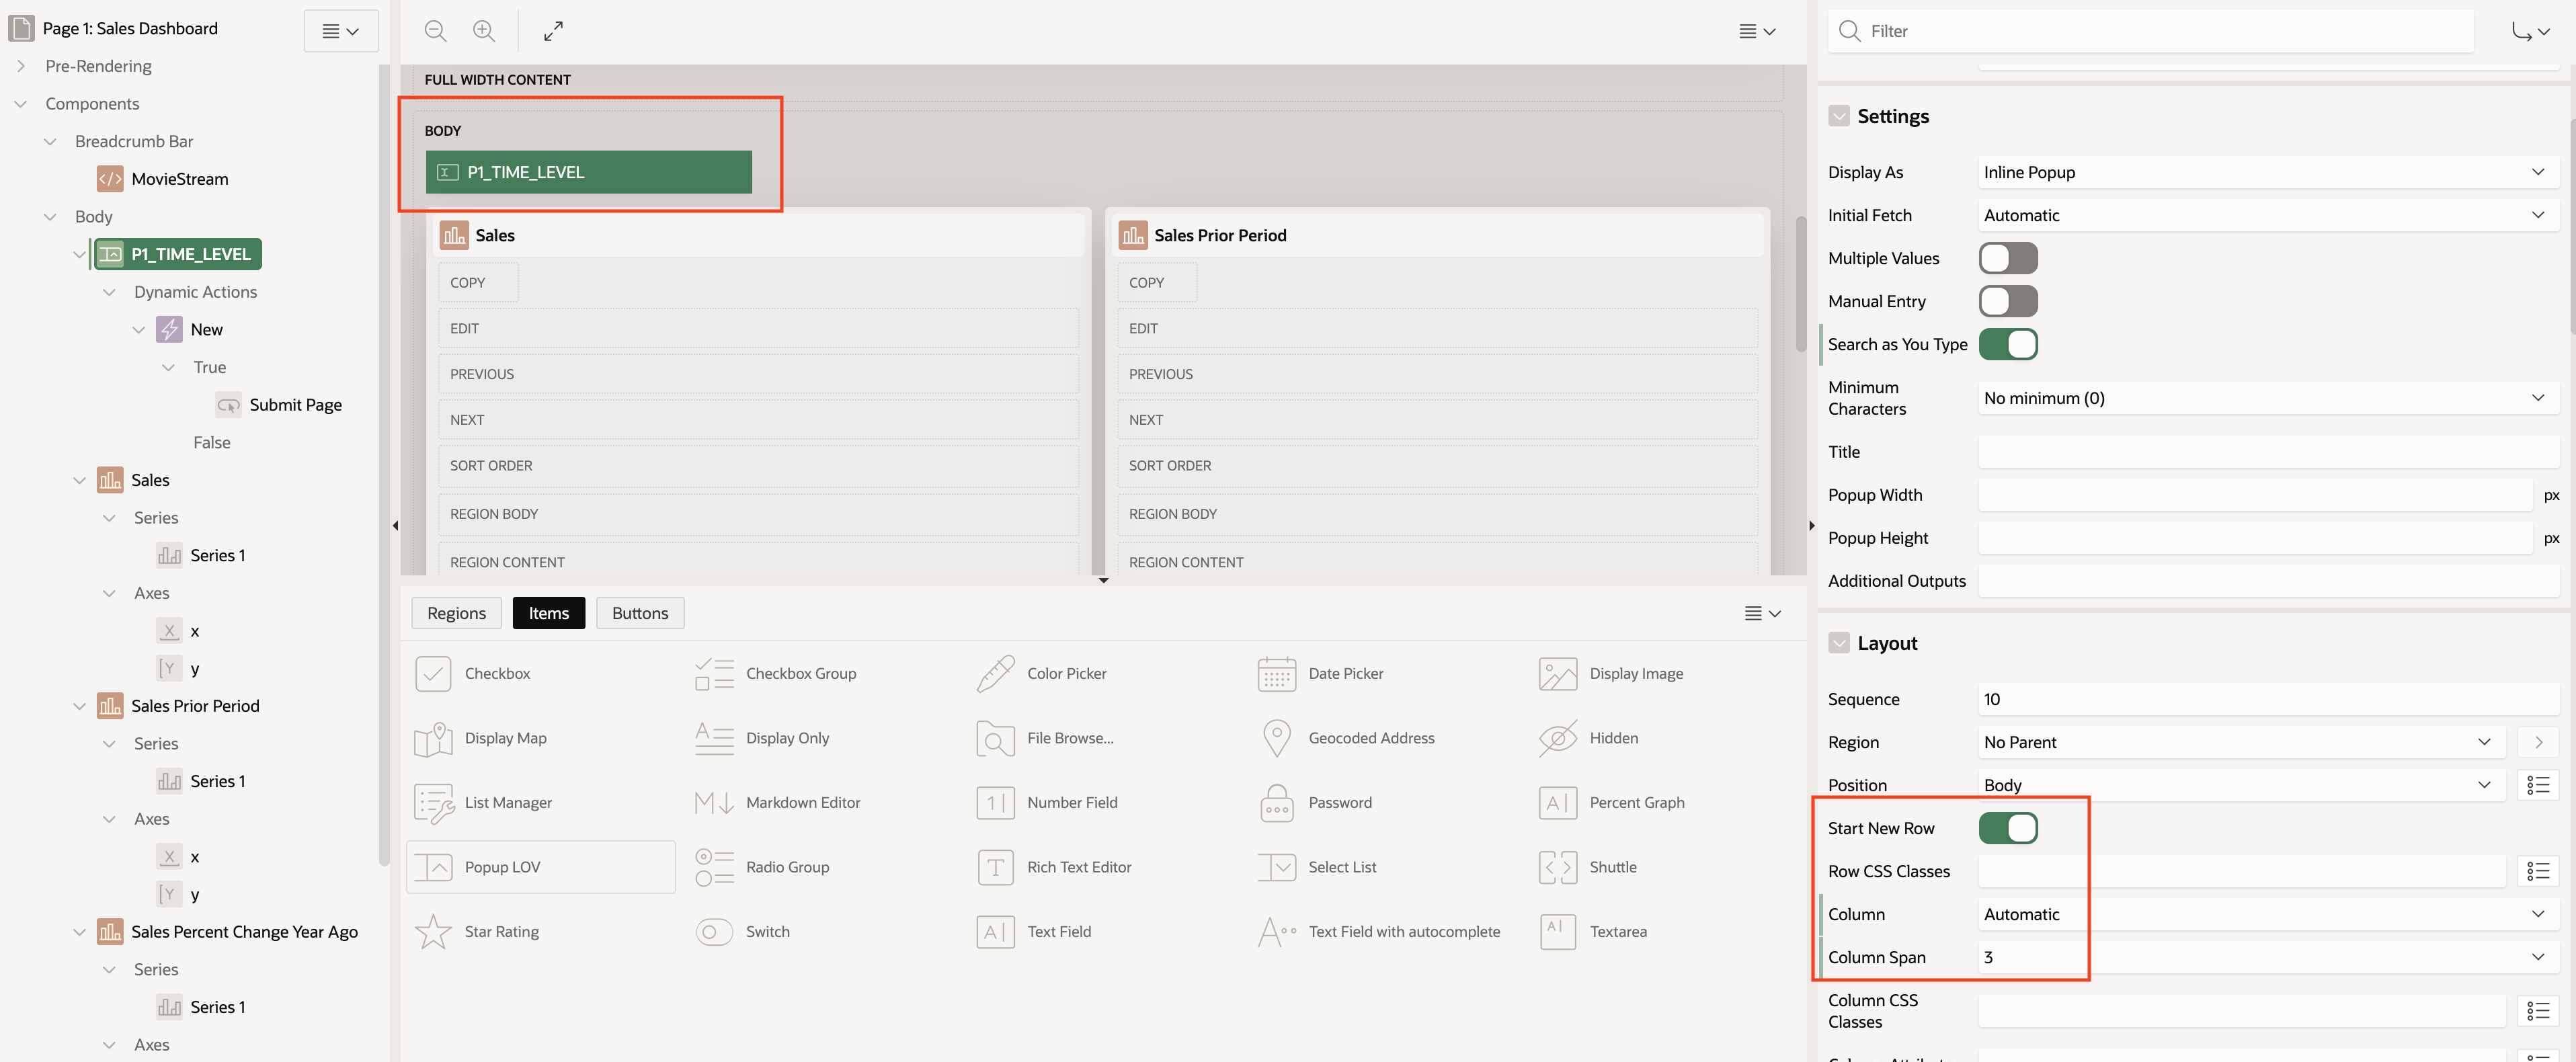 Page 1: Sales Dashboard
Pre-Rendering
Components
Breadcrumb Bar
MovieStream
Body
P1_TIME_LEVEL
Dynamic Actions
New
True
Submit Page
False
Sales
Series
Series 1
Axes
x
y
Sales Prior Period
Series
Series 1
Axes
x
y
Sales Percent Change Year Ago
Series
Series 1
Axes
FULL WIDTH CONTENT
BODY
P1_TIME_LEVEL
Sales
COPY
EDIT
PREVIOUS
NEXT
SORT ORDER
REGION BODY
REGION CONTENT
Sales Prior Period
COPY
EDIT
PREVIOUS
NEXT
SORT ORDER
REGION BODY
REGION CONTENT
Regions Items Buttons
Checkbox Checkbox Group Color Picker Date Picker Display Image
Display Map Display Only File Browse... Geocoded Address Hidden
List Manager Markdown Editor Number Field Password Percent Graph
Popup LOV Radio Group Rich Text Editor Select List Shuttle
Star Rating Switch Text Field Text Field with autocomplete Textarea
Filter
Settings
Display As Inline Popup
Initial Fetch Automatic
Multiple Values
Manual Entry
Search as You Type
Minimum
Characters
No minimum (0)
Title
Popup Width px
Popup Height px
Additional Outputs
Layout
Sequence 10
Region No Parent
Position Body
Start New Row
Row CSS Classes
Column Automatic
Column Span 3
Column CSS
Classes